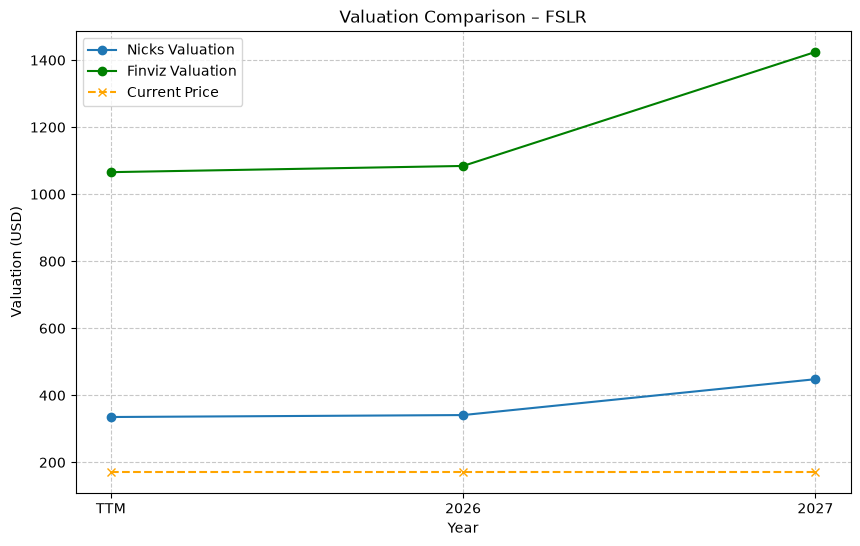 Valuation Comparison – FSLR
Nicks Valuation
Finviz Valuation
Current Price
Valuation (USD)
1400
1200
1000
800
600
400
200
TTM
2026
2027
Year